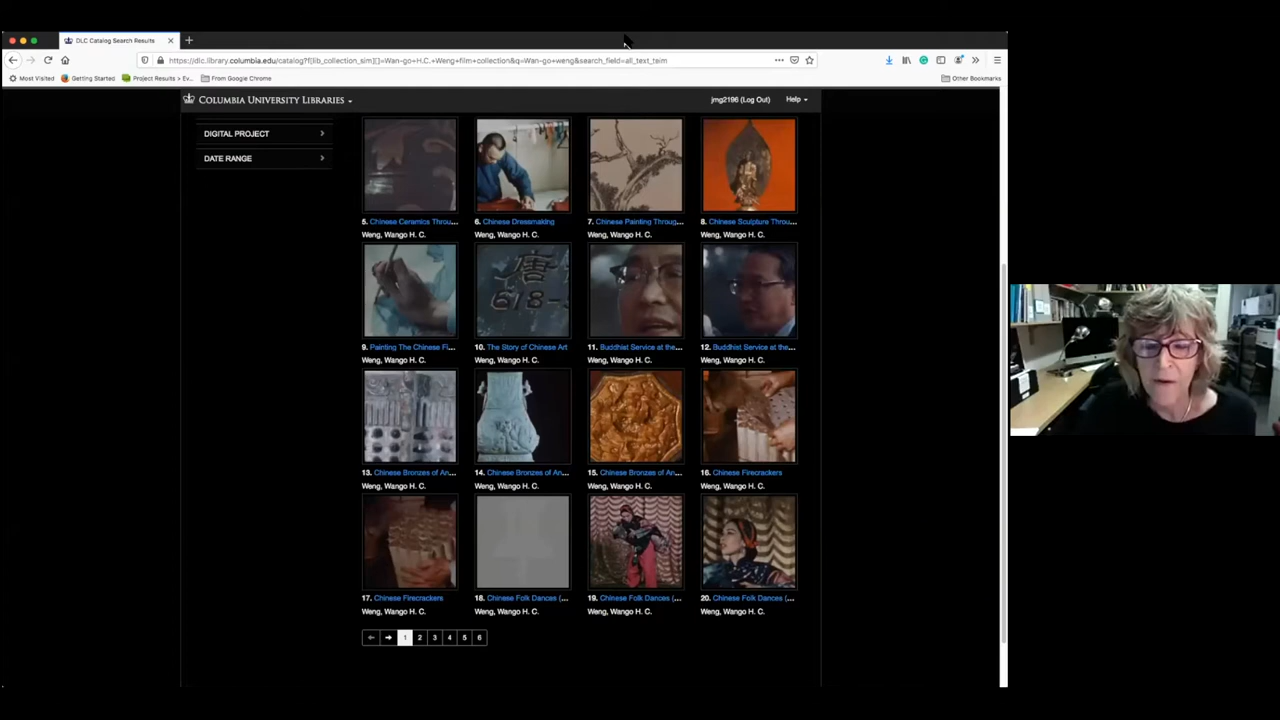 DLC Catalog Search Results
https://dlc.library.columbia.edu/catalog?f[lib_collection_sim][]=Wan-go+H.C.+Weng+film+collection&q=Wan-go+weng&search_field=all_text_teim
Most Visited Getting Started Project Results > Ev... From Google Chrome Other Bookmarks
COLUMBIA UNIVERSITY LIBRARIES jmg2196 (Log Out) Help
DIGITAL PROJECT
DATE RANGE
5. Chinese Ceramics Throu... 6. Chinese Dressmaking 7. Chinese Painting Throug... 8. Chinese Sculpture Throu...
Weng, Wango H. C. Weng, Wango H. C. Weng, Wango H. C. Weng, Wango H. C.
唐
618-
9. Painting The Chinese Fi... 10. The Story of Chinese Art 11. Buddhist Service at the... 12. Buddhist Service at the...
Weng, Wango H. C. Weng, Wango H. C. Weng, Wango H. C. Weng, Wango H. C.
13. Chinese Bronzes of An... 14. Chinese Bronzes of An... 15. Chinese Bronzes of An... 16. Chinese Firecrackers
Weng, Wango H. C. Weng, Wango H. C. Weng, Wango H. C. Weng, Wango H. C.
17. Chinese Firecrackers 18. Chinese Folk Dances (... 19. Chinese Folk Dances (... 20. Chinese Folk Dances (...
Weng, Wango H. C. Weng, Wango H. C. Weng, Wango H. C. Weng, Wango H. C.
1 2 3 4 5 6